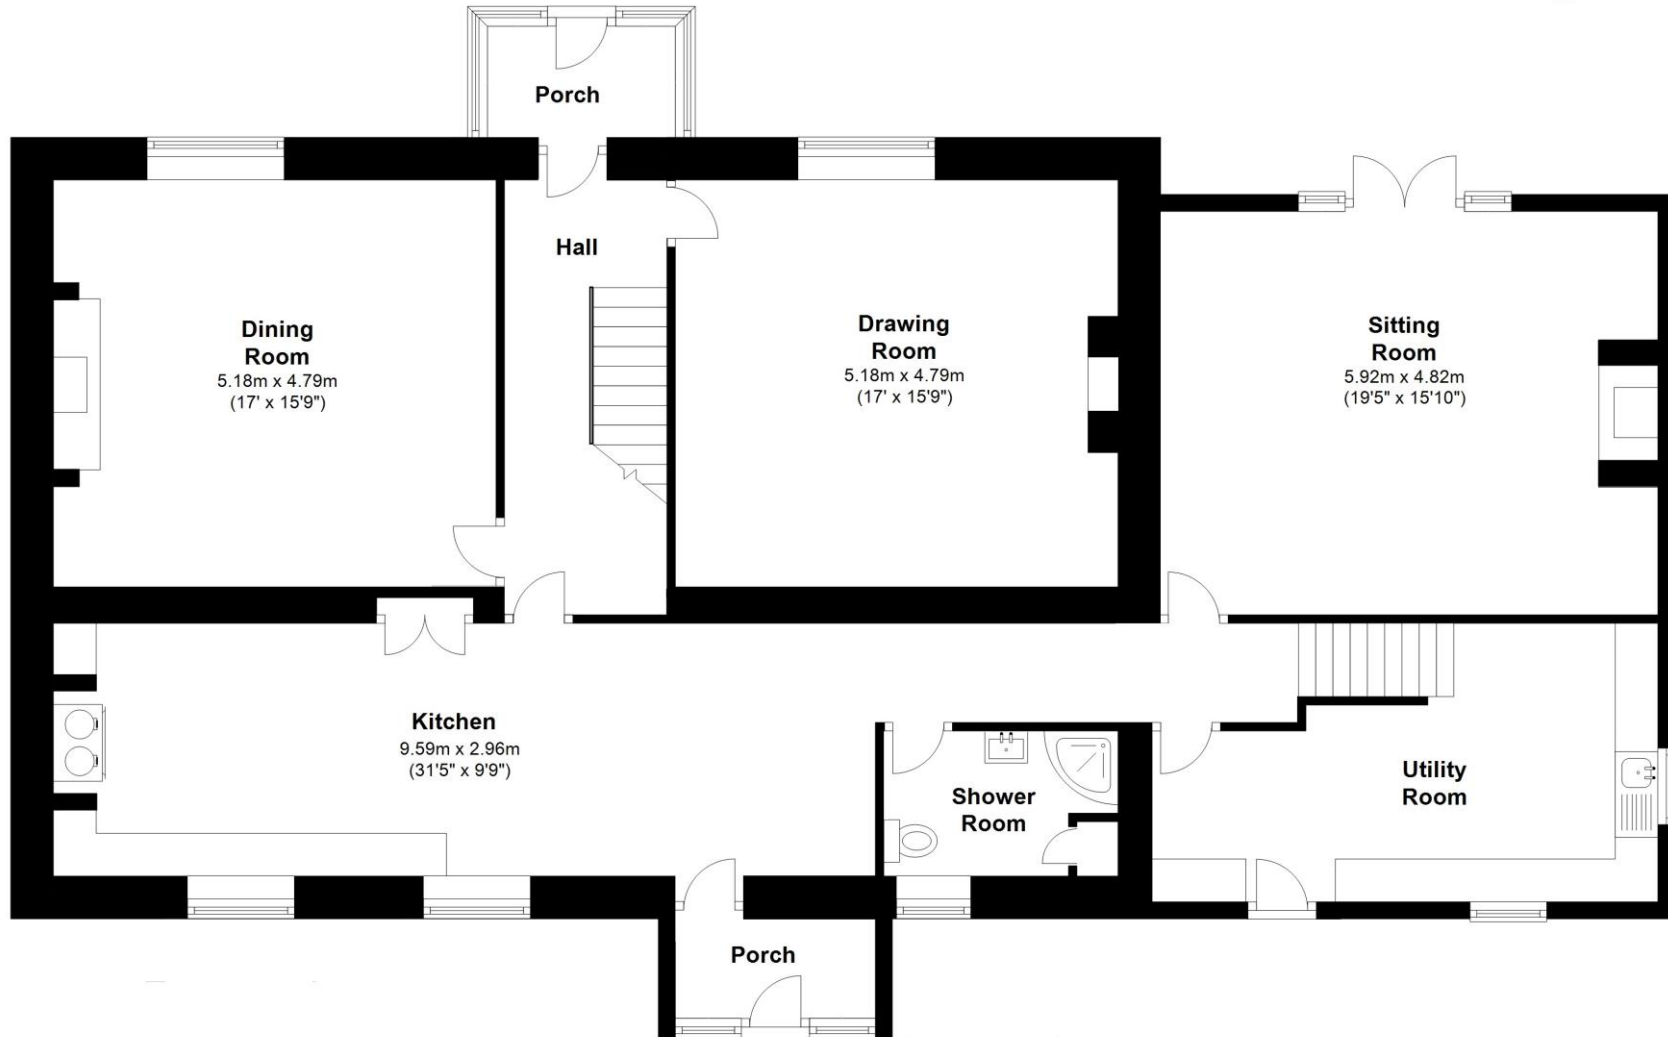 Porch
Hall
Dining
Room
5.18m x 4.79m
(17' x 15'9")
Drawing
Room
5.18m x 4.79m
(17' x 15'9")
Sitting
Room
5.92m x 4.82m
(19'5" x 15'10")
Kitchen
9.59m x 2.96m
(31'5" x 9'9")
Shower
Room
Utility
Room
Porch